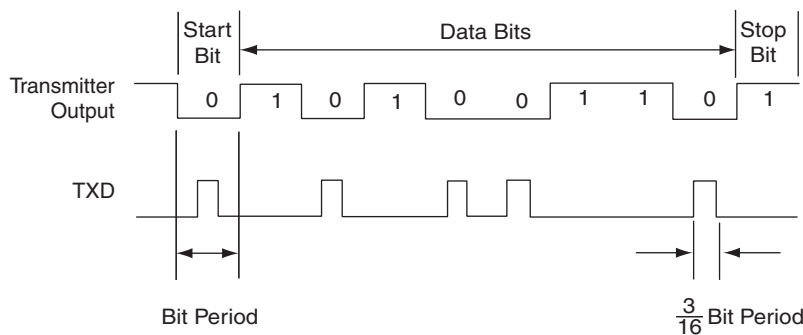 Start
Bit
Data Bits
Stop
Bit
Transmitter
Output
0 1 0 1 0 0 1 1 0 1
TXD
Bit Period
3
16 Bit Period